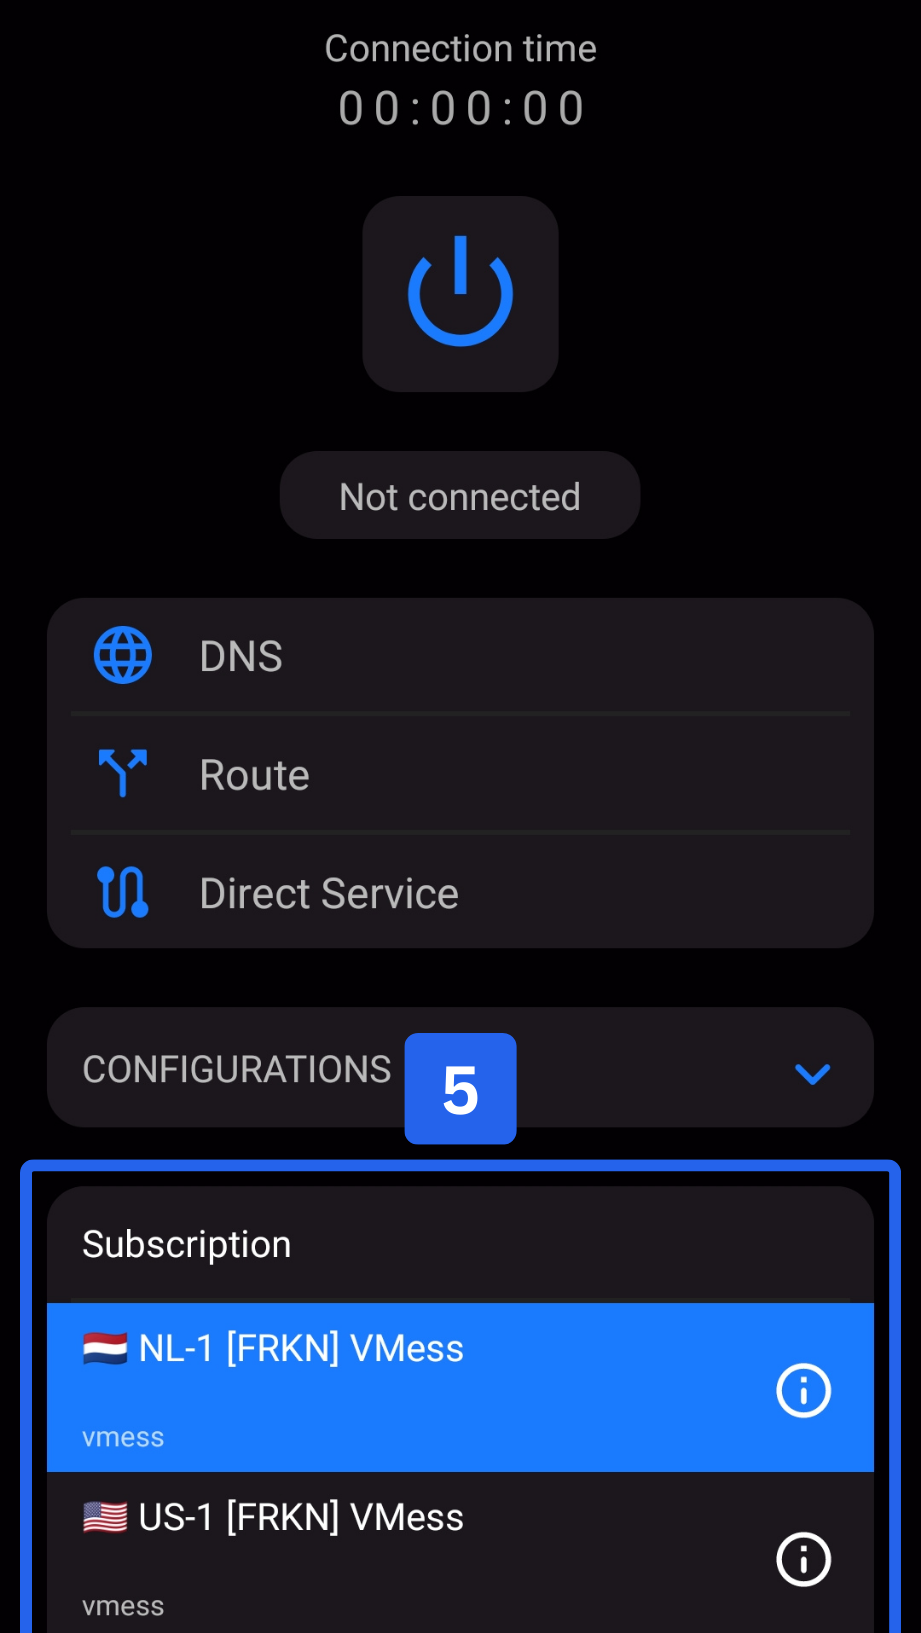 Connection time
00:00:00
Not connected
DNS
Route
Direct Service
CONFIGURATIONS
5
Subscription
NL-1 [FRKN] VMess
vmess
US-1 [FRKN] VMess
vmess